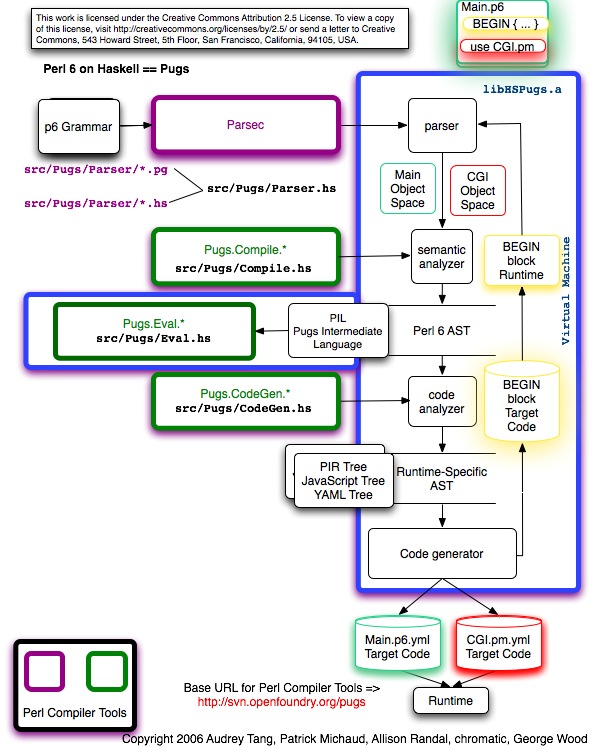 This work is licensed under the Creative Commons Attribution 2.5 License. To view a copy
of this license, visit http://creativecommons.org/licenses/by/2.5/ or send a letter to Creative
Commons, 543 Howard Street, 5th Floor, San Francisco, California, 94105, USA.
Main.p6
BEGIN { ... }
use CGI.pm
Perl 6 on Haskell == Pugs
libHSPugs.a
p6 Grammar
Parsec
parser
src/Pugs/Parser/*.pg
src/Pugs/Parser.hs
src/Pugs/Parser/*.hs
Main
Object
Space
CGI
Object
Space
Pugs.Compile.*
src/Pugs/Compile.hs
semantic
analyzer
BEGIN
block
Runtime
Virtual Machine
Pugs.Eval.*
src/Pugs/Eval.hs
PIL
Pugs Intermediate
Language
Perl 6 AST
Pugs.CodeGen.*
src/Pugs/CodeGen.hs
code
analyzer
BEGIN
block
Target
Code
PIR Tree
JavaScript Tree
YAML Tree
Runtime-Specific
AST
Code generator
Main.p6.yml
Target Code
CGI.pm.yml
Target Code
Perl Compiler Tools
Base URL for Perl Compiler Tools =>
http://svn.openfoundry.org/pugs
Runtime
Copyright 2006 Audrey Tang, Patrick Michaud, Allison Randal, chromatic, George Wood